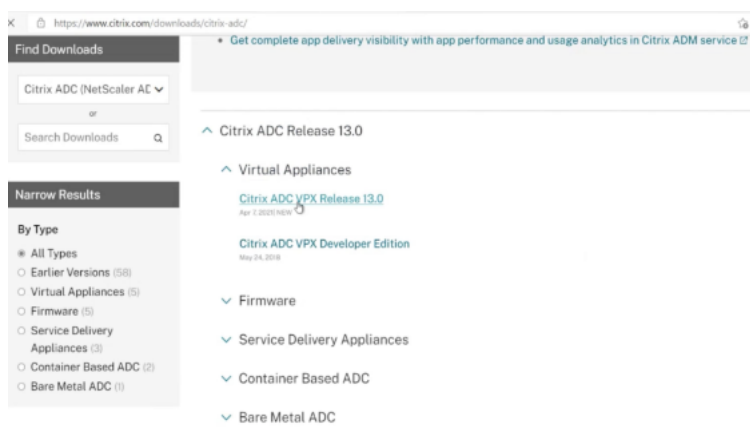 https://www.citrix.com/downloads/citrix-adc/
Find Downloads
Citrix ADC (NetScaler AD
or
Search Downloads
Narrow Results
By Type
All Types
Earlier Versions (58)
Virtual Appliances (5)
Firmware (5)
Service Delivery
Appliances (3)
Container Based ADC (2)
Bare Metal ADC (1)
• Get complete app delivery visibility with app performance and usage analytics in Citrix ADM service
Citrix ADC Release 13.0
Virtual Appliances
Citrix ADC VPX Release 13.0
Apr 7, 2021 NEW
Citrix ADC VPX Developer Edition
May 24, 2018
Firmware
Service Delivery Appliances
Container Based ADC
Bare Metal ADC